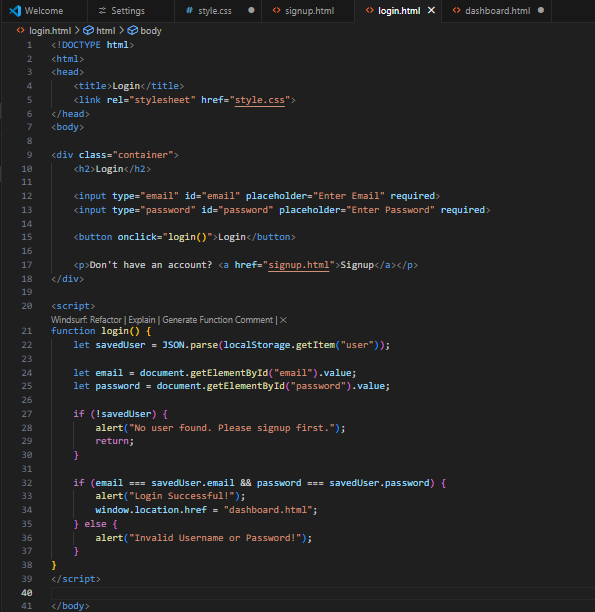 Welcome Settings # style.css signup.html login.html dashboard.html
login.html > html > body
1 <!DOCTYPE html>
2 <html>
3 <head>
4     <title>Login</title>
5     <link rel="stylesheet" href="style.css">
6 </head>
7 <body>
8
9 <div class="container">
10     <h2>Login</h2>
11
12     <input type="email" id="email" placeholder="Enter Email" required>
13     <input type="password" id="password" placeholder="Enter Password" required>
14
15     <button onclick="login()">Login</button>
16
17     <p>Don't have an account? <a href="signup.html">Signup</a></p>
18 </div>
19
20 <script>
Windsurf: Refactor | Explain | Generate Function Comment | ×
21 function login() {
22     let savedUser = JSON.parse(localStorage.getItem("user"));
23
24     let email = document.getElementById("email").value;
25     let password = document.getElementById("password").value;
26
27     if (!savedUser) {
28         alert("No user found. Please signup first.");
29         return;
30     }
31
32     if (email === savedUser.email && password === savedUser.password) {
33         alert("Login Successful!");
34         window.location.href = "dashboard.html";
35     } else {
36         alert("Invalid Username or Password!");
37     }
38 }
39 </script>
40
41 </body>